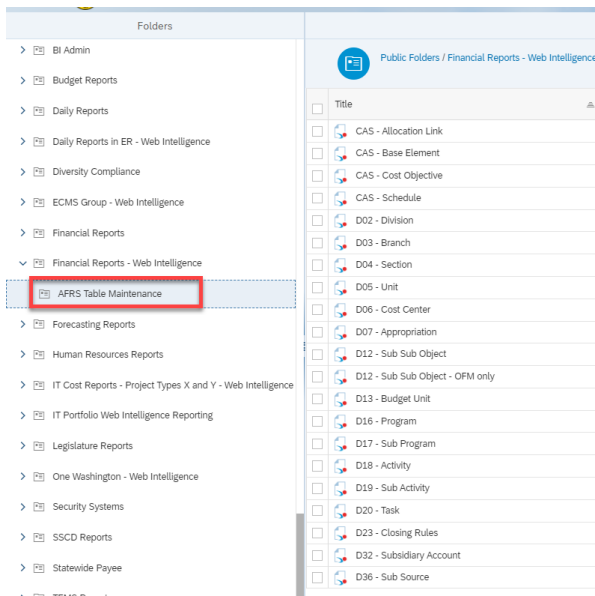 Folders
BI Admin
Budget Reports
Daily Reports
Daily Reports in ER - Web Intelligence
Diversity Compliance
ECMS Group - Web Intelligence
Financial Reports
Financial Reports - Web Intelligence
AFRS Table Maintenance
Forecasting Reports
Human Resources Reports
IT Cost Reports - Project Types X and Y - Web Intelligence
IT Portfolio Web Intelligence Reporting
Legislature Reports
One Washington - Web Intelligence
Security Systems
SSCD Reports
Statewide Payee
Public Folders / Financial Reports - Web Intelligence
Title
CAS - Allocation Link
CAS - Base Element
CAS - Cost Objective
CAS - Schedule
D02 - Division
D03 - Branch
D04 - Section
D05 - Unit
D06 - Cost Center
D07 - Appropriation
D12 - Sub Sub Object
D12 - Sub Sub Object - OFM only
D13 - Budget Unit
D16 - Program
D17 - Sub Program
D18 - Activity
D19 - Sub Activity
D20 - Task
D23 - Closing Rules
D32 - Subsidiary Account
D36 - Sub Source